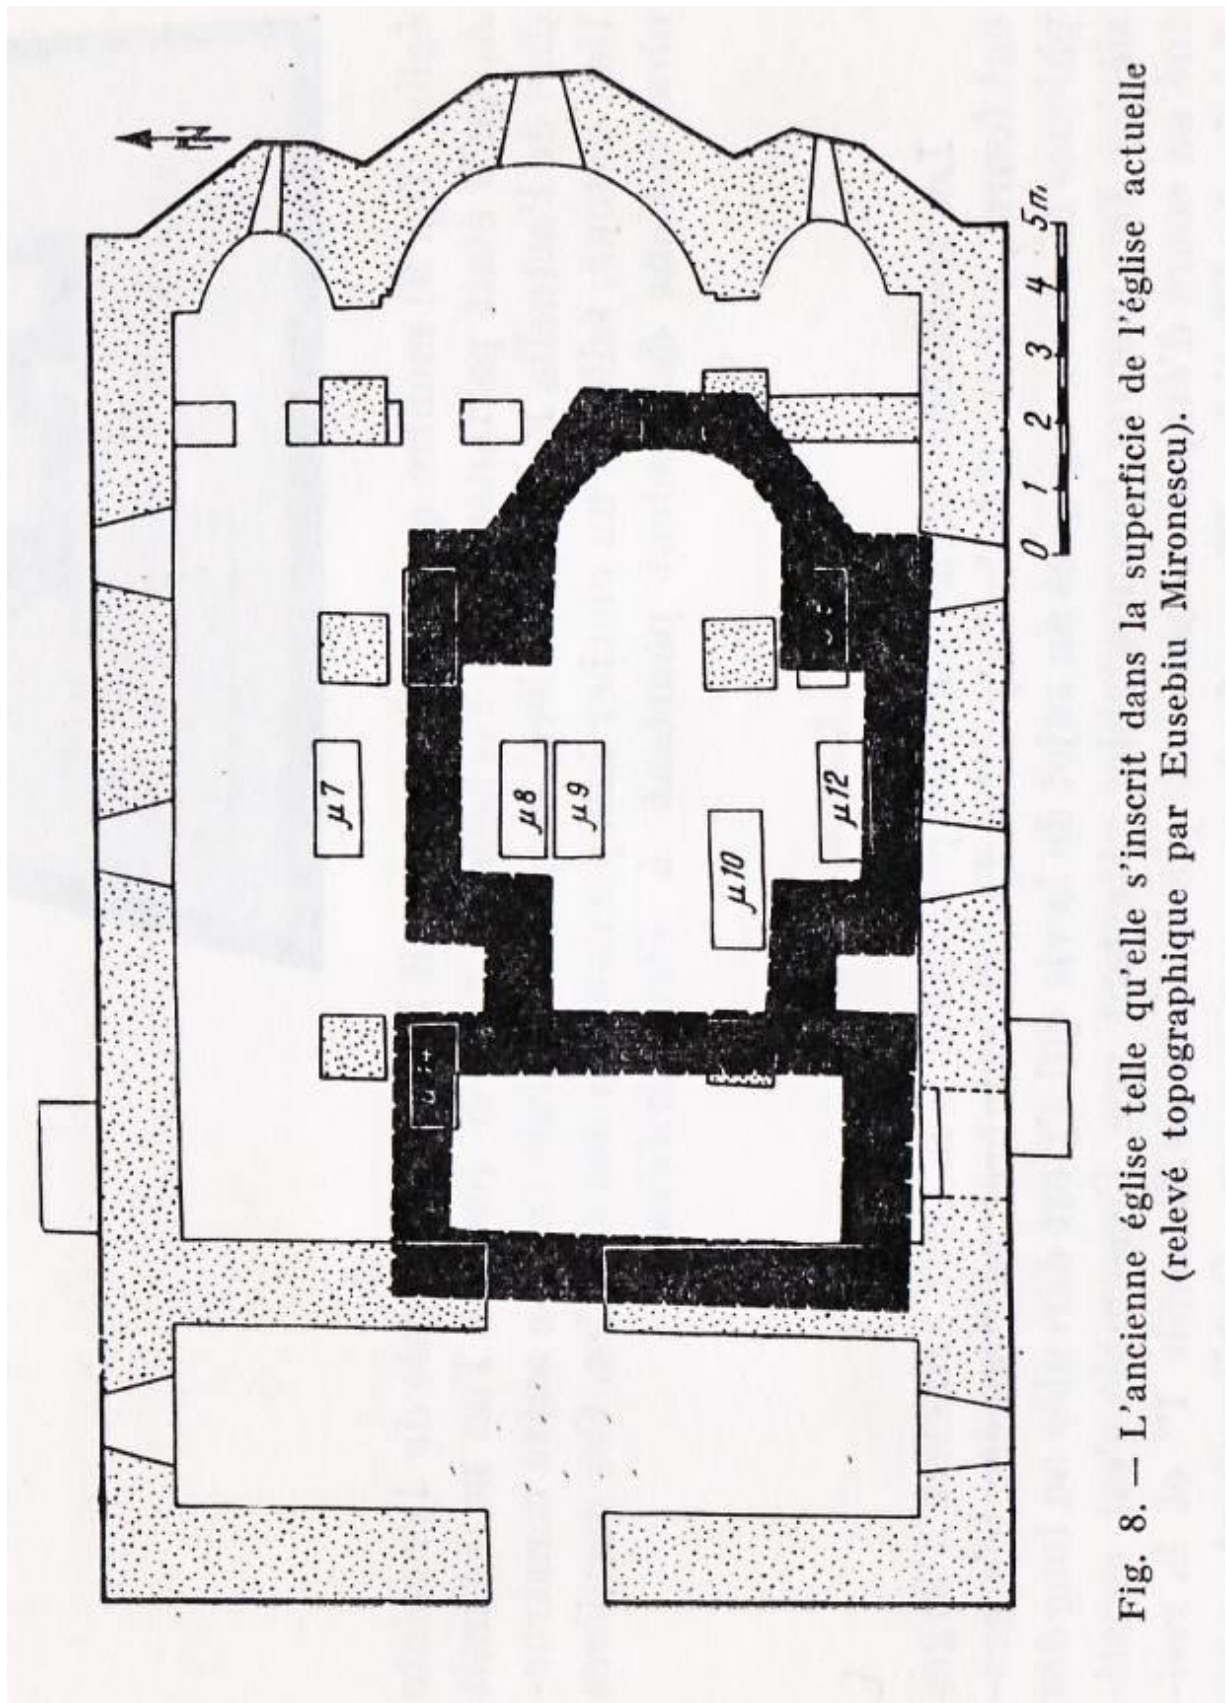 N
μ7
μ8
μ9
μ10
μ12
0 1 2 3 4 5m
Fig. 8. — L'ancienne église telle qu'elle s'inscrit dans la superficie de l'église actuelle
(relevé topographique par Eusebiu Mironescu).